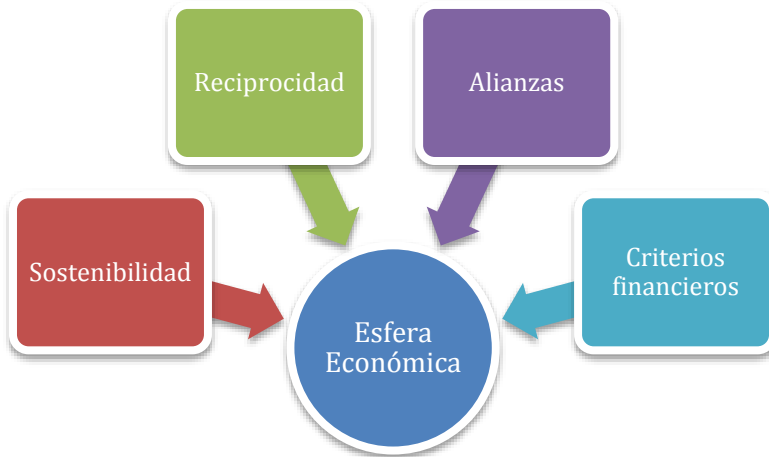 Reciprocidad
Alianzas
Sostenibilidad
Criterios
financieros
Esfera
Económica